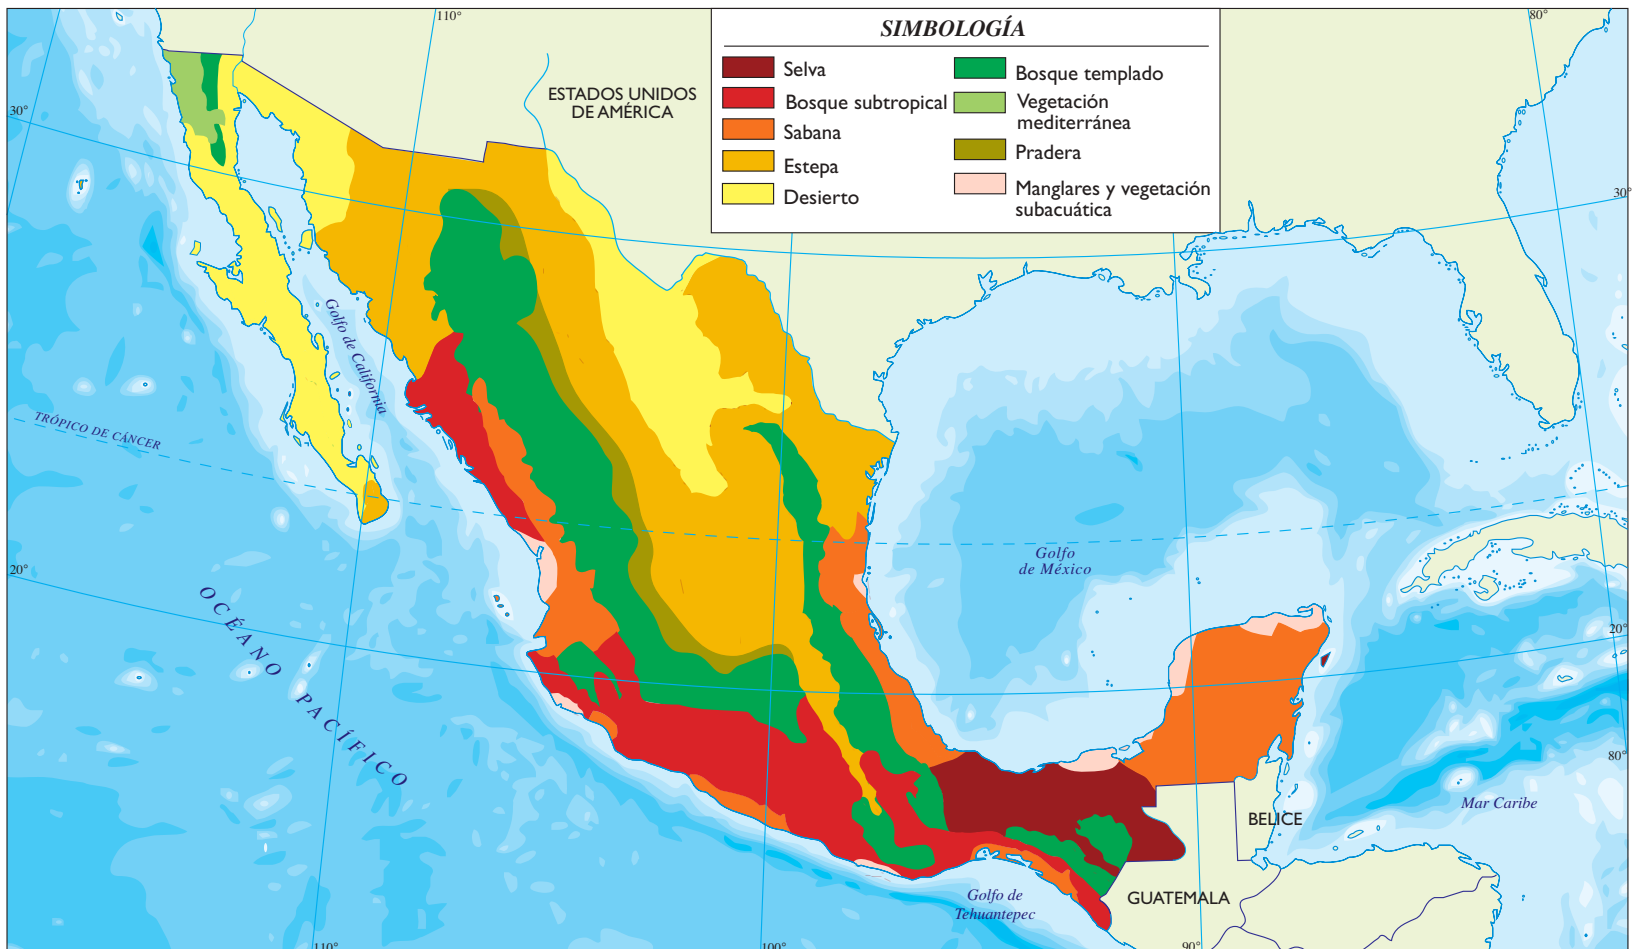 110°
80°
SIMBOLOGÍA
Selva
Bosque subtropical
Sabana
Estepa
Desierto
Bosque templado
Vegetación
mediterránea
Pradera
Manglares y vegetación
subacuática
ESTADOS UNIDOS
DE AMÉRICA
30°
30°
Golfo de California
TRÓPICO DE CÁNCER
Golfo
de México
20°
20°
OCÉANO PACÍFICO
80°
Mar Caribe
BELICE
GUATEMALA
Golfo de
Tehuantepec
110°
100°
90°